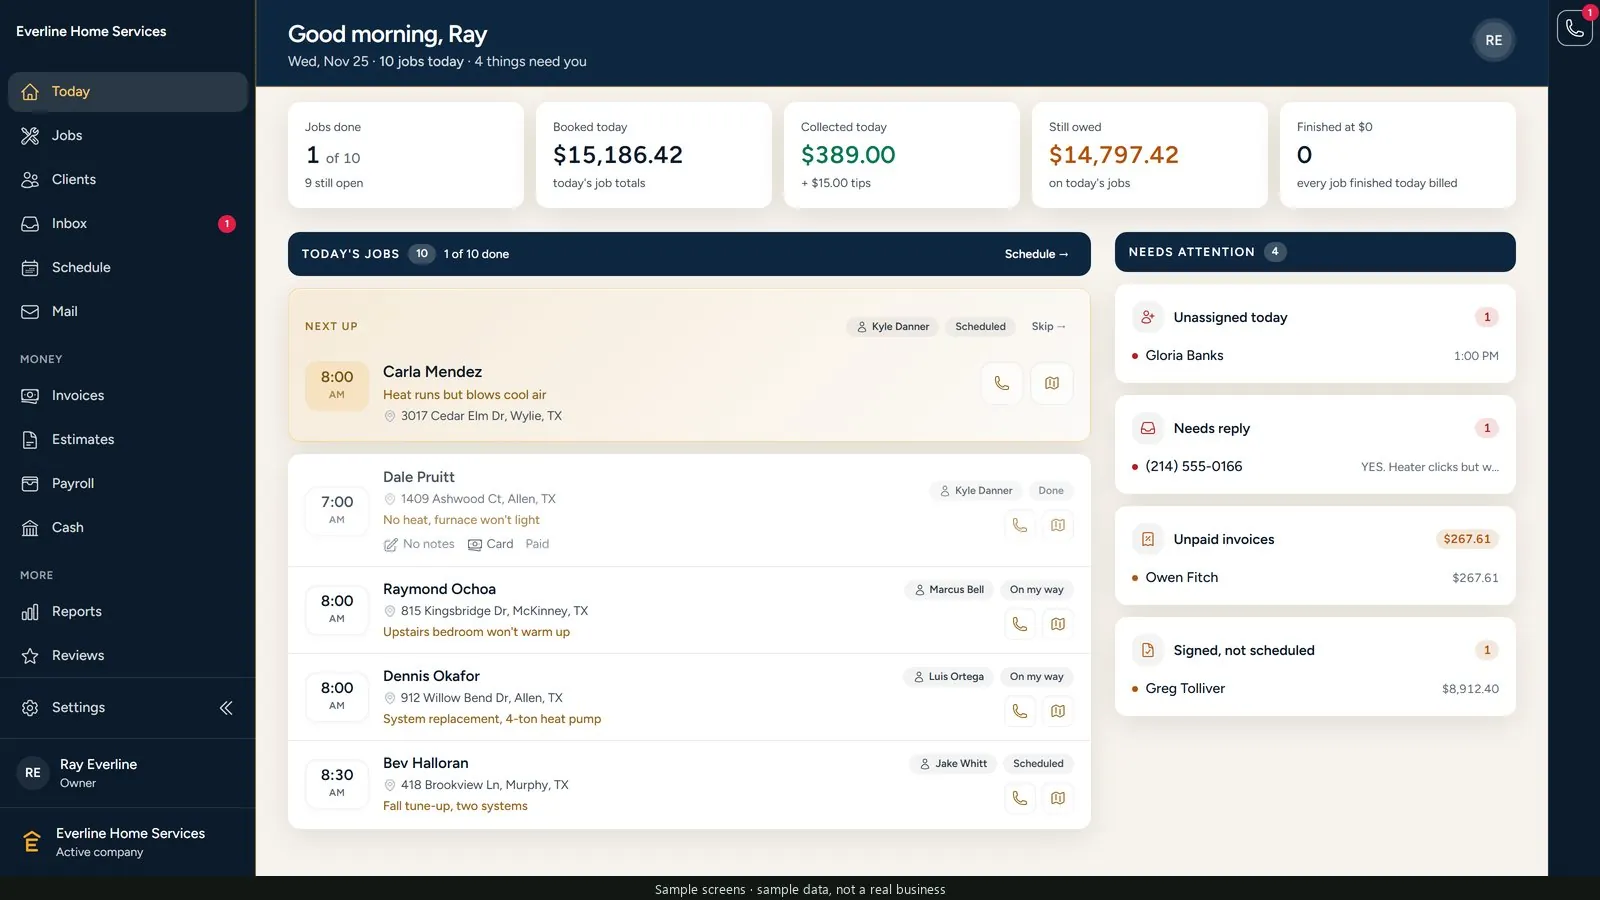 Everline Home Services
Today
Jobs
Clients
Inbox 1
Schedule
Mail
MONEY
Invoices
Estimates
Payroll
Cash
MORE
Reports
Reviews
Settings
RE
Ray Everline
Owner
Everline Home Services
Active company
Good morning, Ray
Wed, Nov 25 · 10 jobs today · 4 things need you
RE
1
Jobs done
1 of 10
9 still open
Booked today
$15,186.42
today's job totals
Collected today
$389.00
+ $15.00 tips
Still owed
$14,797.42
on today's jobs
Finished at $0
0
every job finished today billed
TODAY'S JOBS 10 1 of 10 done Schedule →
NEXT UP Kyle Danner Scheduled Skip →
8:00 AM
Carla Mendez
Heat runs but blows cool air
3017 Cedar Elm Dr, Wylie, TX
7:00 AM
Dale Pruitt
1409 Ashwood Ct, Allen, TX
No heat, furnace won't light
No notes Card Paid
Kyle Danner Done
8:00 AM
Raymond Ochoa
815 Kingsbridge Dr, McKinney, TX
Upstairs bedroom won't warm up
Marcus Bell On my way
8:00 AM
Dennis Okafor
912 Willow Bend Dr, Allen, TX
System replacement, 4-ton heat pump
Luis Ortega On my way
8:30 AM
Bev Halloran
418 Brookview Ln, Murphy, TX
Fall tune-up, two systems
Jake Whitt Scheduled
NEEDS ATTENTION 4
Unassigned today 1
Gloria Banks 1:00 PM
Needs reply 1
(214) 555-0166 YES. Heater clicks but w...
Unpaid invoices $267.61
Owen Fitch $267.61
Signed, not scheduled 1
Greg Tolliver $8,912.40
Sample screens · sample data, not a real business